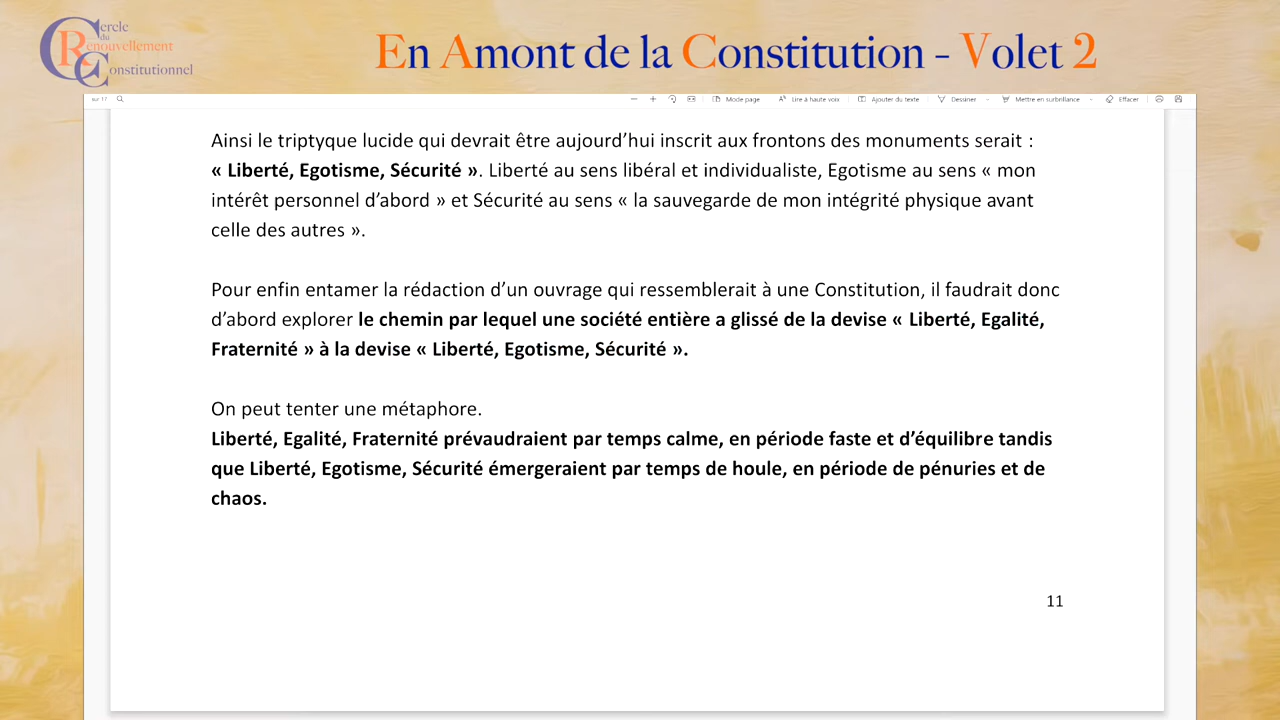 Cercle
du
Renouvellement
Constitutionnel
En Amont de la Constitution - Volet 2
sur 17
Mode page
Lire à haute voix
Ajouter du texte
Dessiner
Mettre en surbrillance
Effacer
Ainsi le triptyque lucide qui devrait être aujourd’hui inscrit aux frontons des monuments serait :
« Liberté, Egotisme, Sécurité ». Liberté au sens libéral et individualiste, Egotisme au sens « mon
intérêt personnel d’abord » et Sécurité au sens « la sauvegarde de mon intégrité physique avant
celle des autres ».
Pour enfin entamer la rédaction d’un ouvrage qui ressemblerait à une Constitution, il faudrait donc
d’abord explorer le chemin par lequel une société entière a glissé de la devise « Liberté, Egalité,
Fraternité » à la devise « Liberté, Egotisme, Sécurité ».
On peut tenter une métaphore.
Liberté, Egalité, Fraternité prévaudraient par temps calme, en période faste et d’équilibre tandis
que Liberté, Egotisme, Sécurité émergeraient par temps de houle, en période de pénuries et de
chaos.
11